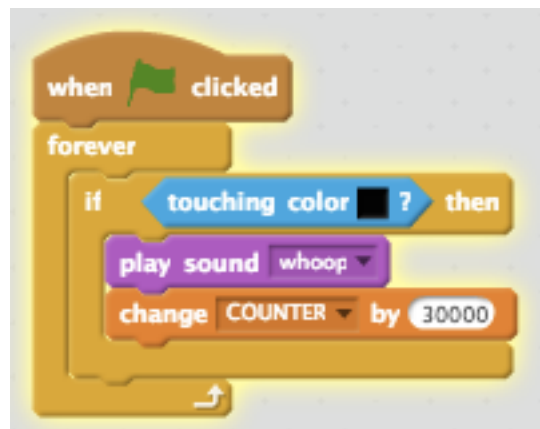 when clicked
forever
if touching color ? then
play sound whoop
change COUNTER by 30000